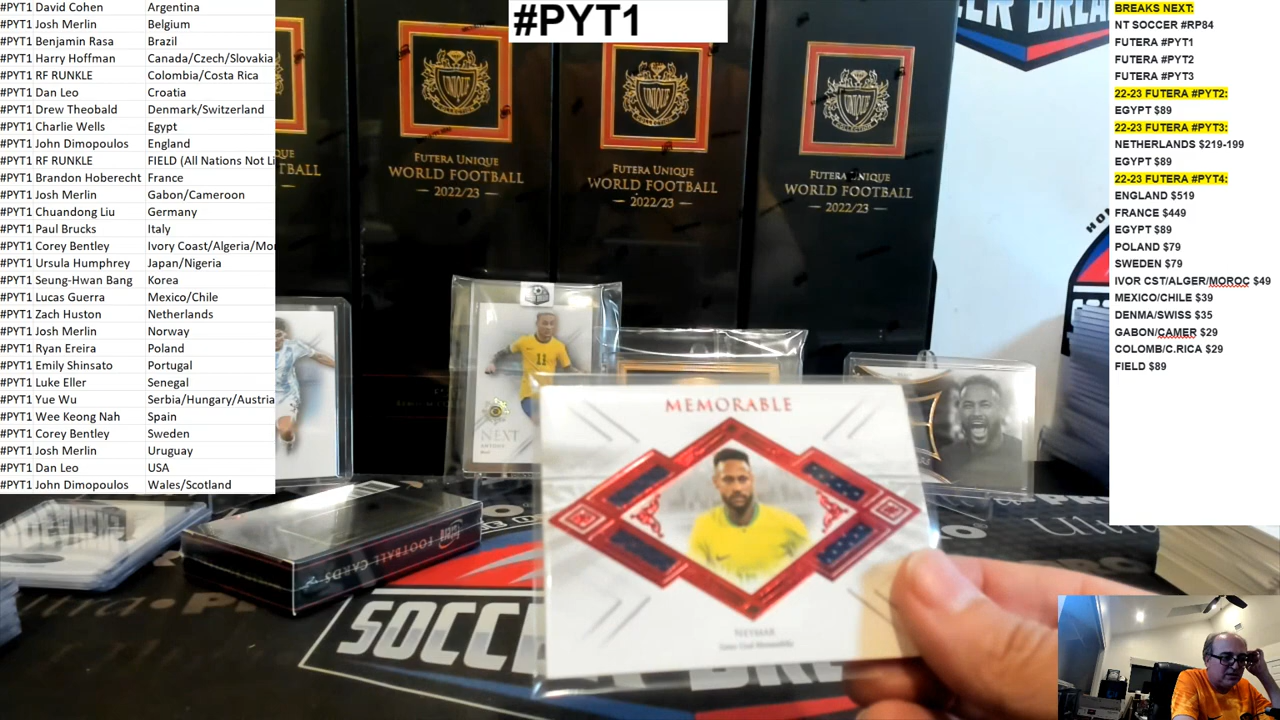 #PYT1 David Cohen Argentina
#PYT1 Josh Merlin Belgium
#PYT1 Benjamin Rasa Brazil
#PYT1 Harry Hoffman Canada/Czech/Slovakia
#PYT1 RF RUNKLE Colombia/Costa Rica
#PYT1 Dan Leo Croatia
#PYT1 Drew Theobald Denmark/Switzerland
#PYT1 Charlie Wells Egypt
#PYT1 John Dimopoulos England
#PYT1 RF RUNKLE FIELD (All Nations Not Li
#PYT1 Brandon Hoberecht France
#PYT1 Josh Merlin Gabon/Cameroon
#PYT1 Chuandong Liu Germany
#PYT1 Paul Brucks Italy
#PYT1 Corey Bentley Ivory Coast/Algeria/Mor
#PYT1 Ursula Humphrey Japan/Nigeria
#PYT1 Seung-Hwan Bang Korea
#PYT1 Lucas Guerra Mexico/Chile
#PYT1 Zach Huston Netherlands
#PYT1 Josh Merlin Norway
#PYT1 Ryan Ereira Poland
#PYT1 Emily Shinsato Portugal
#PYT1 Luke Eller Senegal
#PYT1 Yue Wu Serbia/Hungary/Austria
#PYT1 Wee Keong Nah Spain
#PYT1 Corey Bentley Sweden
#PYT1 Josh Merlin Uruguay
#PYT1 Dan Leo USA
#PYT1 John Dimopoulos Wales/Scotland
#PYT1
UNIQUE
FUTERA UNIQUE
WORLD FOOTBALL
2022/23
UNIQUE
FUTERA UNIQUE
WORLD FOOTBALL
2022/23
UNIQUE
FUTERA UNIQUE
WORLD FOOTBALL
2022/23
NEXT
MEMORABLE
NEYMAR
Game-Used Memorabilia
FOOTBALL CARDS
SOCCE
BREAKS NEXT:
NT SOCCER #RP84
FUTERA #PYT1
FUTERA #PYT2
FUTERA #PYT3
22-23 FUTERA #PYT2:
EGYPT $89
22-23 FUTERA #PYT3:
NETHERLANDS $219-199
EGYPT $89
22-23 FUTERA #PYT4:
ENGLAND $519
FRANCE $449
EGYPT $89
POLAND $79
SWEDEN $79
IVOR CST/ALGER/MOROC $49
MEXICO/CHILE $39
DENMA/SWISS $35
GABON/CAMER $29
COLOMB/C.RICA $29
FIELD $89